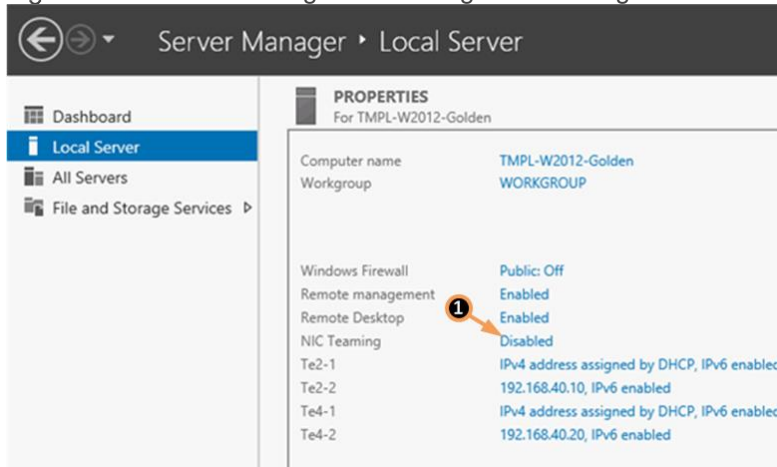 Server Manager ‣ Local Server
Dashboard
Local Server
All Servers
File and Storage Services
PROPERTIES
For TMPL-W2012-Golden
Computer name TMPL-W2012-Golden
Workgroup WORKGROUP
Windows Firewall Public: Off
Remote management Enabled
Remote Desktop Enabled
1
NIC Teaming Disabled
Te2-1 IPv4 address assigned by DHCP, IPv6 enabled
Te2-2 192.168.40.10, IPv6 enabled
Te4-1 IPv4 address assigned by DHCP, IPv6 enabled
Te4-2 192.168.40.20, IPv6 enabled